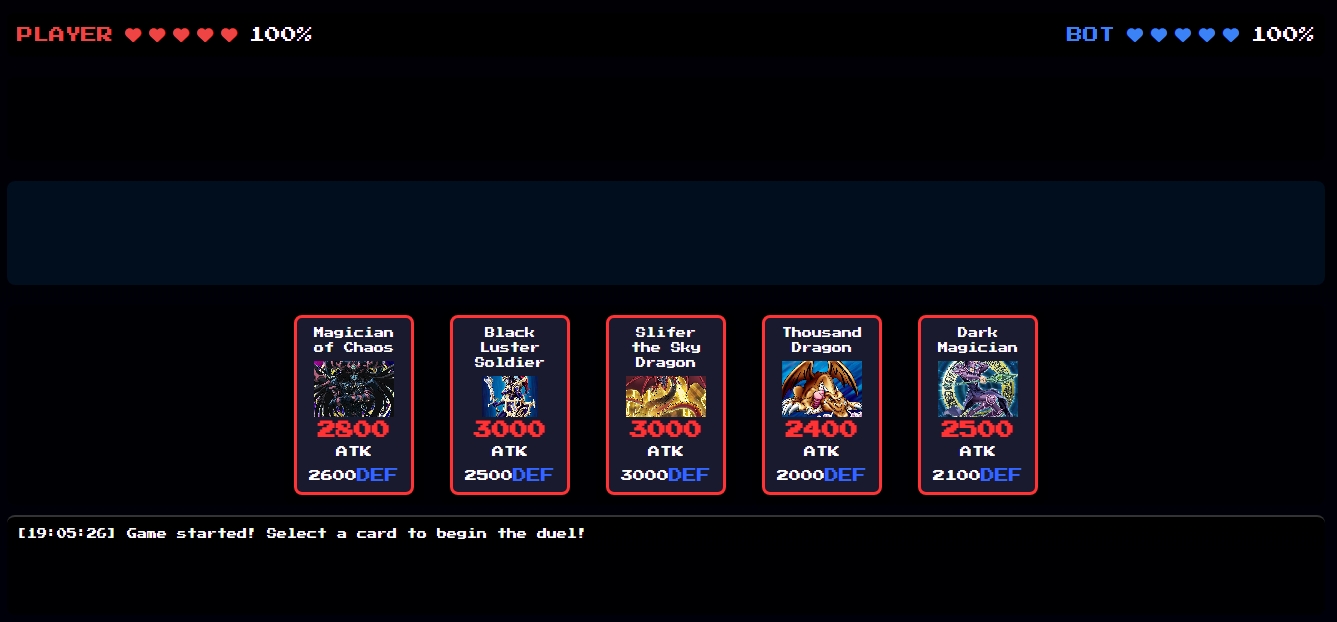 PLAYER ♥♥♥♥♥ 100%
BOT ♥♥♥♥♥ 100%
Magician
of Chaos
2800
ATK
2600DEF
Black
Luster
Soldier
3000
ATK
2500DEF
Slifer
the Sky
Dragon
3000
ATK
3000DEF
Thousand
Dragon
2400
ATK
2000DEF
Dark
Magician
2500
ATK
2100DEF
[19:05:26] Game started! Select a card to begin the duel!